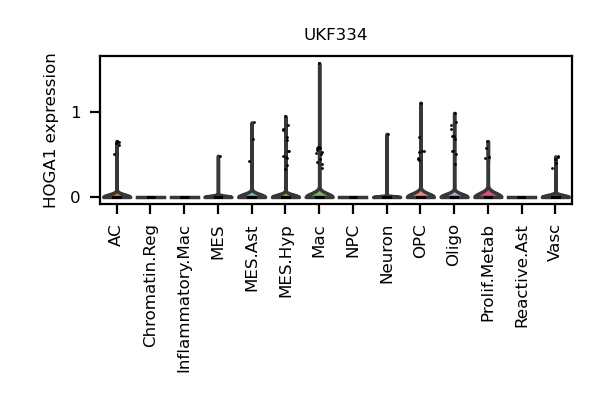 UKF334
HOGA1 expression
1
0
AC
Chromatin.Reg
Inflammatory.Mac
MES
MES.Ast
MES.Hyp
Mac
NPC
Neuron
OPC
Oligo
Prolif.Metab
Reactive.Ast
Vasc